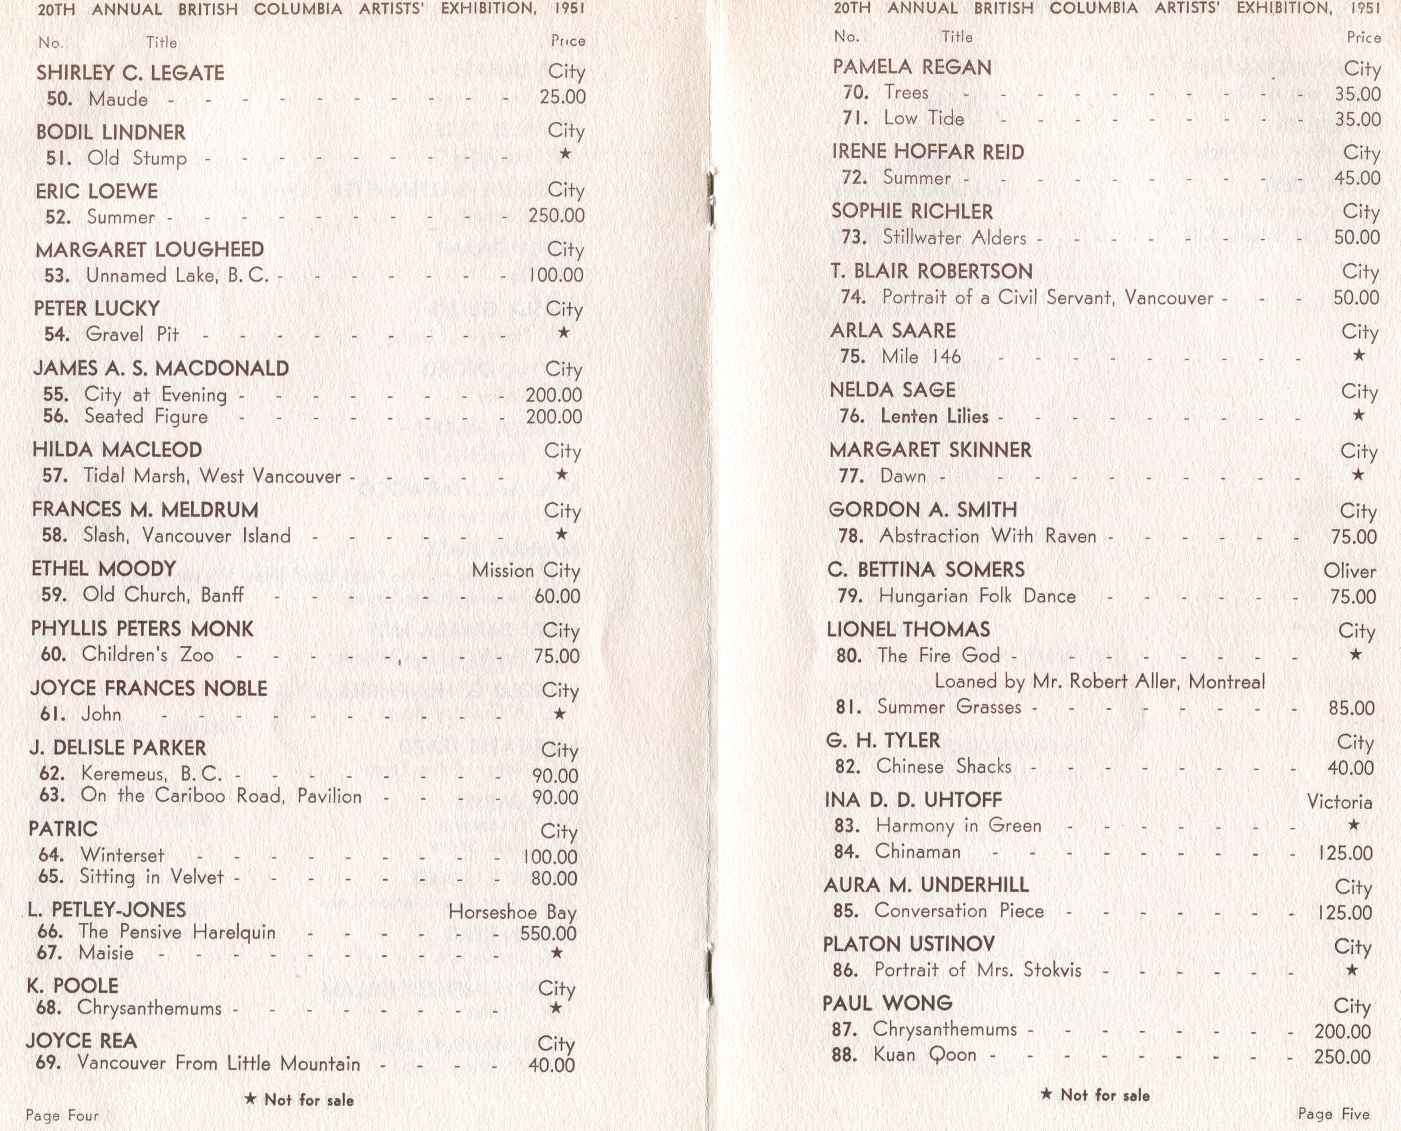 20TH ANNUAL BRITISH COLUMBIA ARTISTS' EXHIBITION, 1951
No. Title Price
SHIRLEY C. LEGATE City
50. Maude - - - - - - - - - - 25.00
BODIL LINDNER City
51. Old Stump - - - - - - - - - ★
ERIC LOEWE City
52. Summer - - - - - - - - - - 250.00
MARGARET LOUGHEED City
53. Unnamed Lake, B. C. - - - - - - - 100.00
PETER LUCKY City
54. Gravel Pit - - - - - - - - - ★
JAMES A. S. MACDONALD City
55. City at Evening - - - - - - - - 200.00
56. Seated Figure - - - - - - - - 200.00
HILDA MACLEOD City
57. Tidal Marsh, West Vancouver - - - - - ★
FRANCES M. MELDRUM City
58. Slash, Vancouver Island - - - - - - ★
ETHEL MOODY Mission City
59. Old Church, Banff - - - - - - - 60.00
PHYLLIS PETERS MONK City
60. Children's Zoo - - - - - - - - 75.00
JOYCE FRANCES NOBLE City
61. John - - - - - - - - - - ★
J. DELISLE PARKER City
62. Keremeus, B. C. - - - - - - - - 90.00
63. On the Cariboo Road, Pavilion - - - - 90.00
PATRIC City
64. Winterset - - - - - - - - - 100.00
65. Sitting in Velvet - - - - - - - - 80.00
L. PETLEY-JONES Horseshoe Bay
66. The Pensive Harelquin - - - - 550.00
67. Maisie - - - - - - - - - - ★
K. POOLE City
68. Chrysanthemums - - - - - - - - ★
JOYCE REA City
69. Vancouver From Little Mountain - - - - 40.00
★ Not for sale
Page Four
20TH ANNUAL BRITISH COLUMBIA ARTISTS' EXHIBITION, 1951
No. Title Price
PAMELA REGAN City
70. Trees - - - - - - - - - - 35.00
71. Low Tide - - - - - - - - - 35.00
IRENE HOFFAR REID City
72. Summer - - - - - - - - - - 45.00
SOPHIE RICHLER City
73. Stillwater Alders - - - - - - - - 50.00
T. BLAIR ROBERTSON City
74. Portrait of a Civil Servant, Vancouver - - - 50.00
ARLA SAARE City
75. Mile 146 - - - - - - - - - ★
NELDA SAGE City
76. Lenten Lilies - - - - - - - - - ★
MARGARET SKINNER City
77. Dawn - - - - - - - - - - ★
GORDON A. SMITH City
78. Abstraction With Raven - - - - - - 75.00
C. BETTINA SOMERS Oliver
79. Hungarian Folk Dance - - - - - - 75.00
LIONEL THOMAS City
80. The Fire God - - - - - - - - - ★
Loaned by Mr. Robert Aller, Montreal
81. Summer Grasses - - - - - - - - 85.00
G. H. TYLER City
82. Chinese Shacks - - - - - - - - 40.00
INA D. D. UHTOFF Victoria
83. Harmony in Green - - - - - - - ★
84. Chinaman - - - - - - - - - 125.00
AURA M. UNDERHILL City
85. Conversation Piece - - - - - - - 125.00
PLATON USTINOV City
86. Portrait of Mrs. Stokvis - - - - - - ★
PAUL WONG City
87. Chrysanthemums - - - - - - - - 200.00
88. Kuan Qoon - - - - - - - - - 250.00
★ Not for sale
Page Five